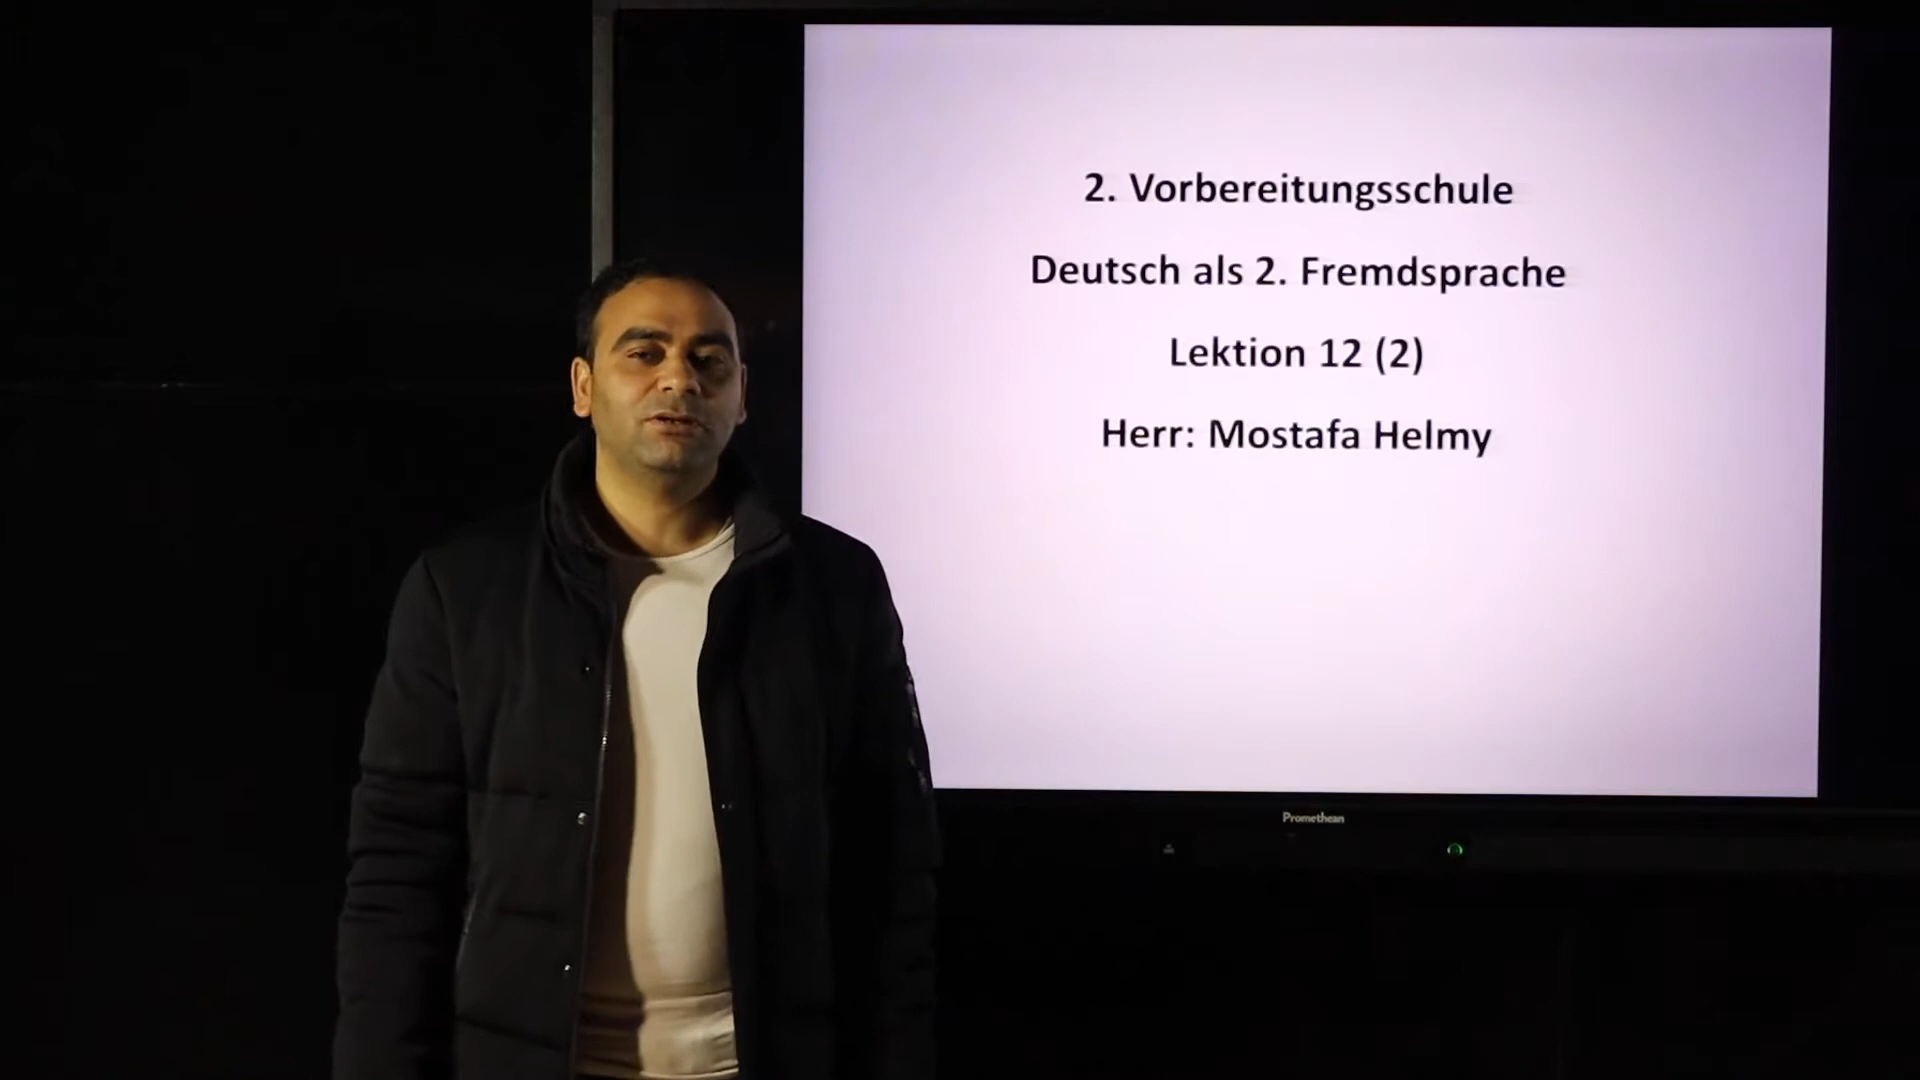 2. Vorbereitungsschule
Deutsch als 2. Fremdsprache
Lektion 12 (2)
Herr: Mostafa Helmy
Promethean